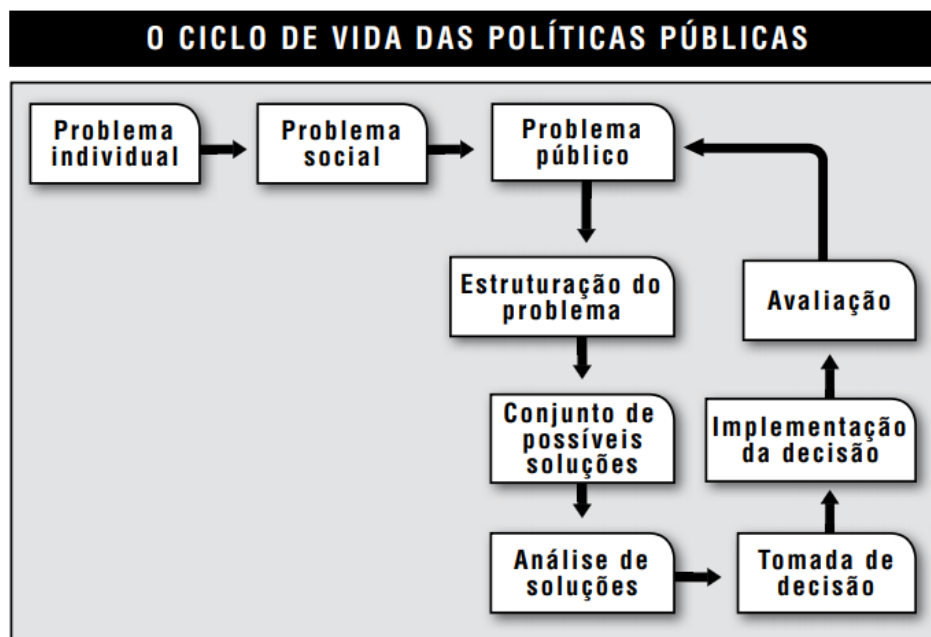 O CICLO DE VIDA DAS POLÍTICAS PÚBLICAS
Problema
individual
Problema
social
Problema
público
Estruturação do
problema
Conjunto de
possíveis
soluções
Análise de
soluções
Tomada de
decisão
Implementação
da decisão
Avaliação